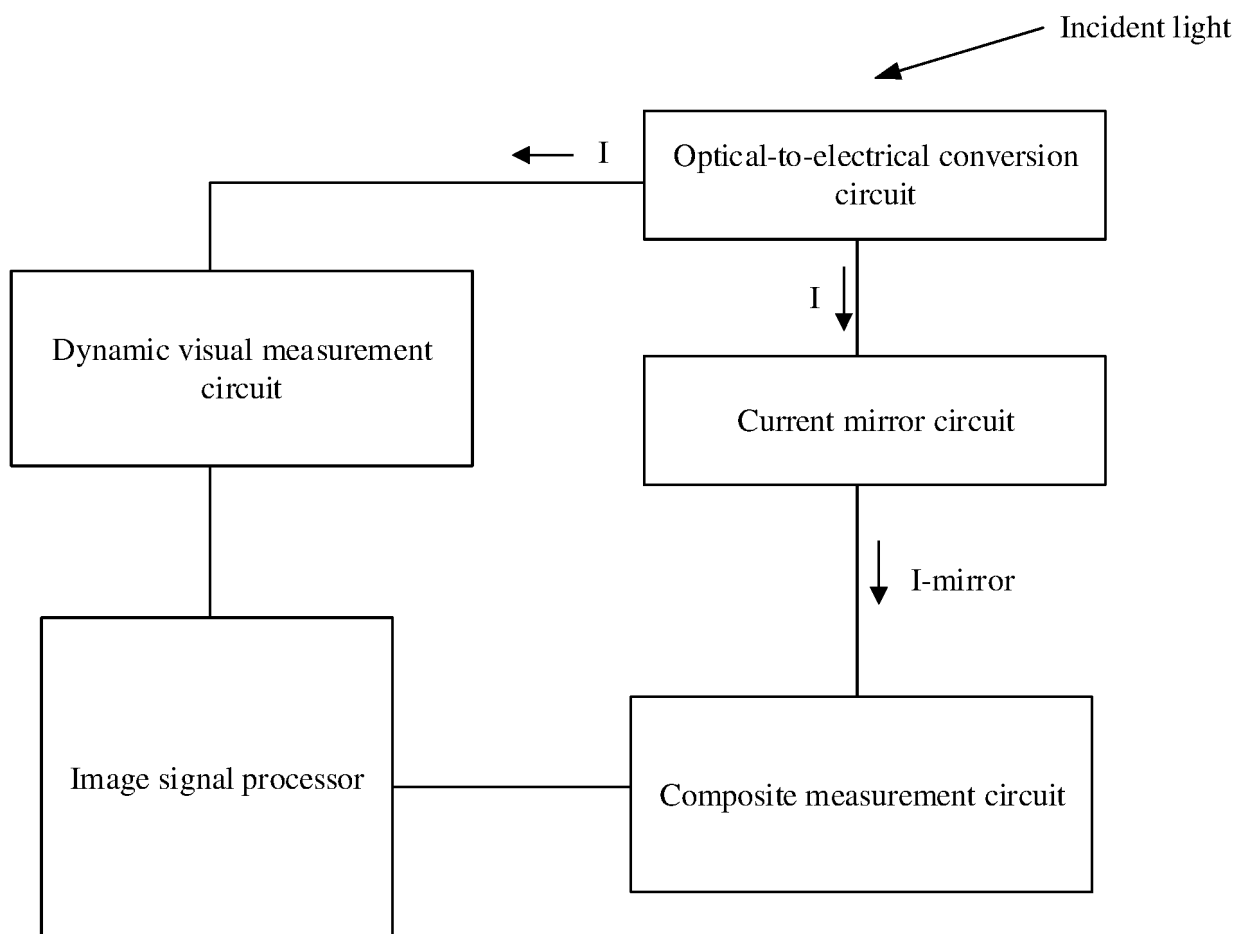 Incident light
Optical-to-electrical conversion
circuit
I
I
Dynamic visual measurement
circuit
Current mirror circuit
I-mirror
Image signal processor
Composite measurement circuit